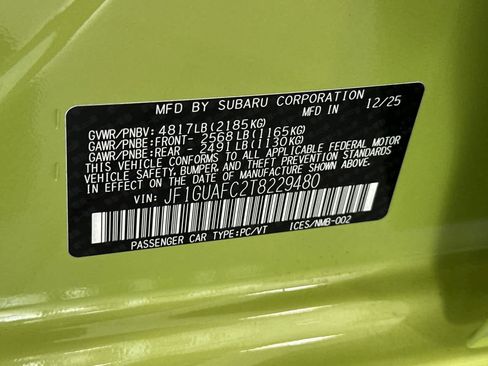 MFD BY SUBARU CORPORATION
MFD IN 12/25
GVWR/PNBV: 4817LB(2185KG)
GAWR/PNBE:FRONT- 2568LB(1165KG)
GAWR/PNBE:REAR - 2491LB(1130KG)
THIS VEHICLE CONFORMS TO ALL APPLICABLE FEDERAL MOTOR
VEHICLE SAFETY, BUMPER, AND THEFT PREVENTION STANDARDS
IN EFFECT ON THE DATE OF MANUFACTURE SHOWN ABOVE.
VIN: JF1GUAFC2T8229480
PASSENGER CAR TYPE:PC/VT ICES/NMB-002